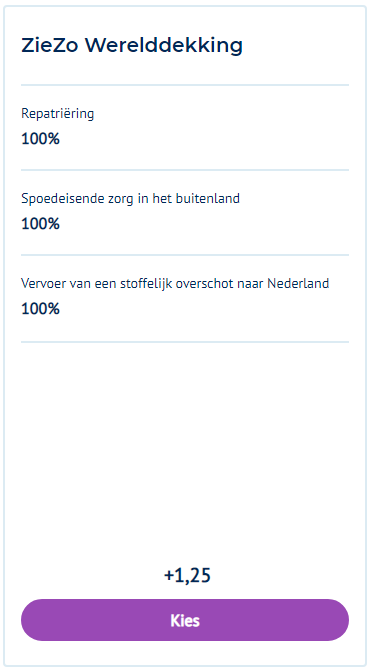 ZieZo Werelddekking
Repatriëring
100%
Spoedeisende zorg in het buitenland
100%
Vervoer van een stoffelijk overschot naar Nederland
100%
+1,25
Kies